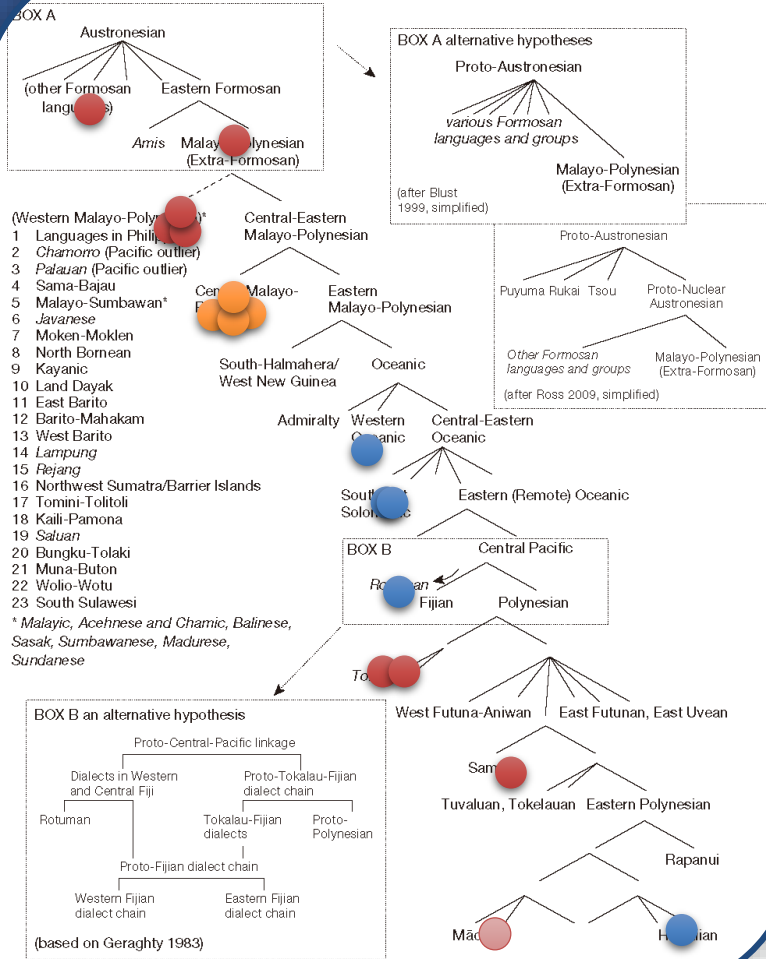 BOX A
Austronesian
(other Formosan
Eastern Formosan
Amis
(Extra-Formosan)
BOX A alternative hypotheses
Proto-Austronesian
various Formosan
languages and groups
Malayo-Polynesian
(Extra-Formosan)
(after Blust
1999, simplified)
Proto-Austronesian
Puyuma Rukai Tsou
Proto-Nuclear
Austronesian
Other Formosan
languages and groups
Malayo-Polynesian
(Extra-Formosan)
(after Ross 2009, simplified)
(Western
1 Languages in
2 Chamorro (Pacific outlier)
3 Palauan (Pacific outlier)
4 Sama-Bajau
5 Malayo-Sumbawan*
6 Javanese
7 Moken-Moklen
8 North Bornean
9 Kayanic
10 Land Dayak
11 East Barito
12 Barito-Mahakam
13 West Barito
14 Lampung
15 Rejang
16 Northwest Sumatra/Barrier Islands
17 Tomini-Tolitoli
18 Kaili-Pamona
19 Saluan
20 Bungku-Tolaki
21 Muna-Buton
22 Wolio-Wotu
23 South Sulawesi
* Malayic, Acehnese and Chamic, Balinese,
Sasak, Sumbawanese, Madurese,
Sundanese
Central-Eastern
Malayo-Polynesian
Eastern
Malayo-Polynesian
South-Halmahera/
West New Guinea
Oceanic
Admiralty
Western
Central-Eastern
Oceanic
Eastern (Remote) Oceanic
BOX B
Central Pacific
Fijian
Polynesian
West Futuna-Aniwan
East Futunan, East Uvean
Tuvaluan, Tokelauan
Eastern Polynesian
Rapanui
BOX B an alternative hypothesis
Proto-Central-Pacific linkage
Dialects in Western
and Central Fiji
Proto-Tokalau-Fijian
dialect chain
Rotuman
Tokalau-Fijian
dialects
Proto-
Polynesian
Proto-Fijian dialect chain
Western Fijian
dialect chain
Eastern Fijian
dialect chain
(based on Geraghty 1983)